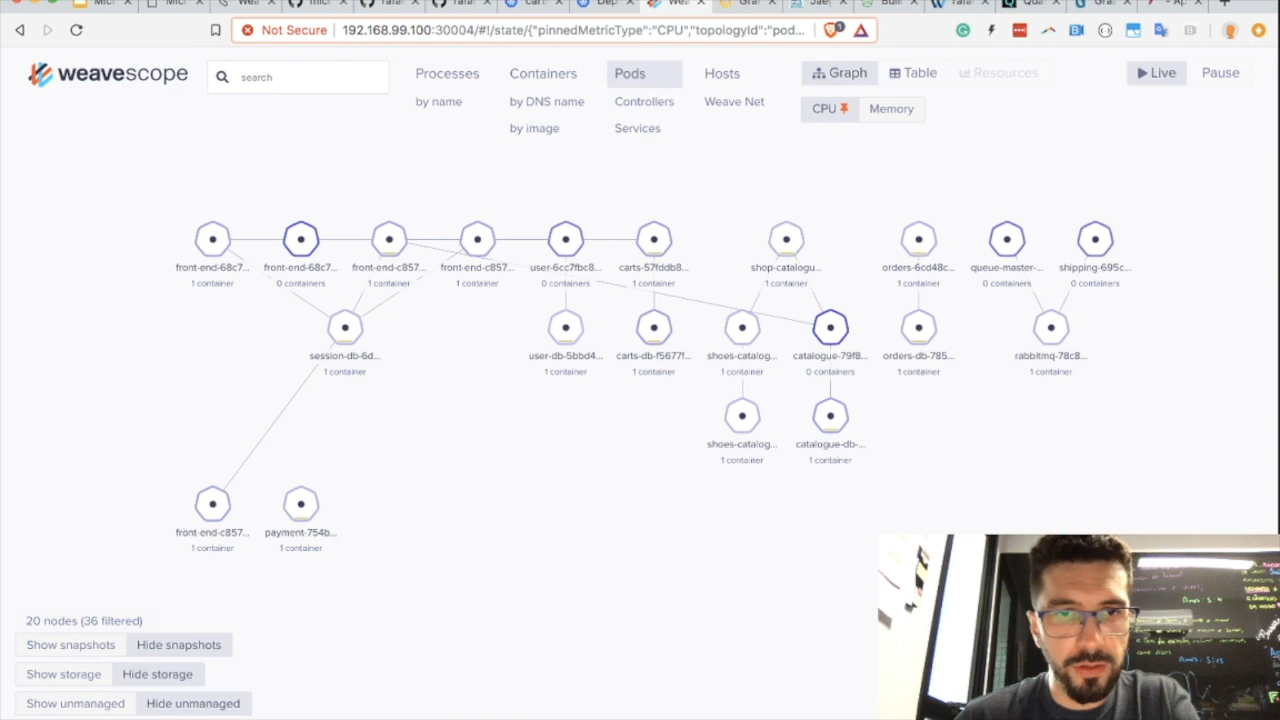 Not Secure 192.168.99.100:30004/#!/state/{"pinnedMetricType":"CPU","topologyId":"pod...
weavescope
search
Processes Containers Pods Hosts
by name by DNS name Controllers Weave Net
by image Services
Graph Table Resources
CPU Memory
Live Pause
front-end-68c7... front-end-68c7... front-end-c857... front-end-c857... user-6cc7fbc8... carts-57fddb8... shop-catalogu... orders-6cd48c... queue-master-... shipping-695c...
1 container 0 containers 1 container 1 container 0 containers 1 container 1 container 1 container 0 containers 0 containers
session-db-6d... user-db-5bbd4... carts-db-f5677f... shoes-catalog... catalogue-79f8... orders-db-785... rabbitmq-78c8...
1 container 1 container 1 container 1 container 0 containers 1 container 1 container
shoes-catalog... catalogue-db-...
1 container 1 container
front-end-c857... payment-754b...
1 container 1 container
20 nodes (36 filtered)
Show snapshots Hide snapshots
Show storage Hide storage
Show unmanaged Hide unmanaged